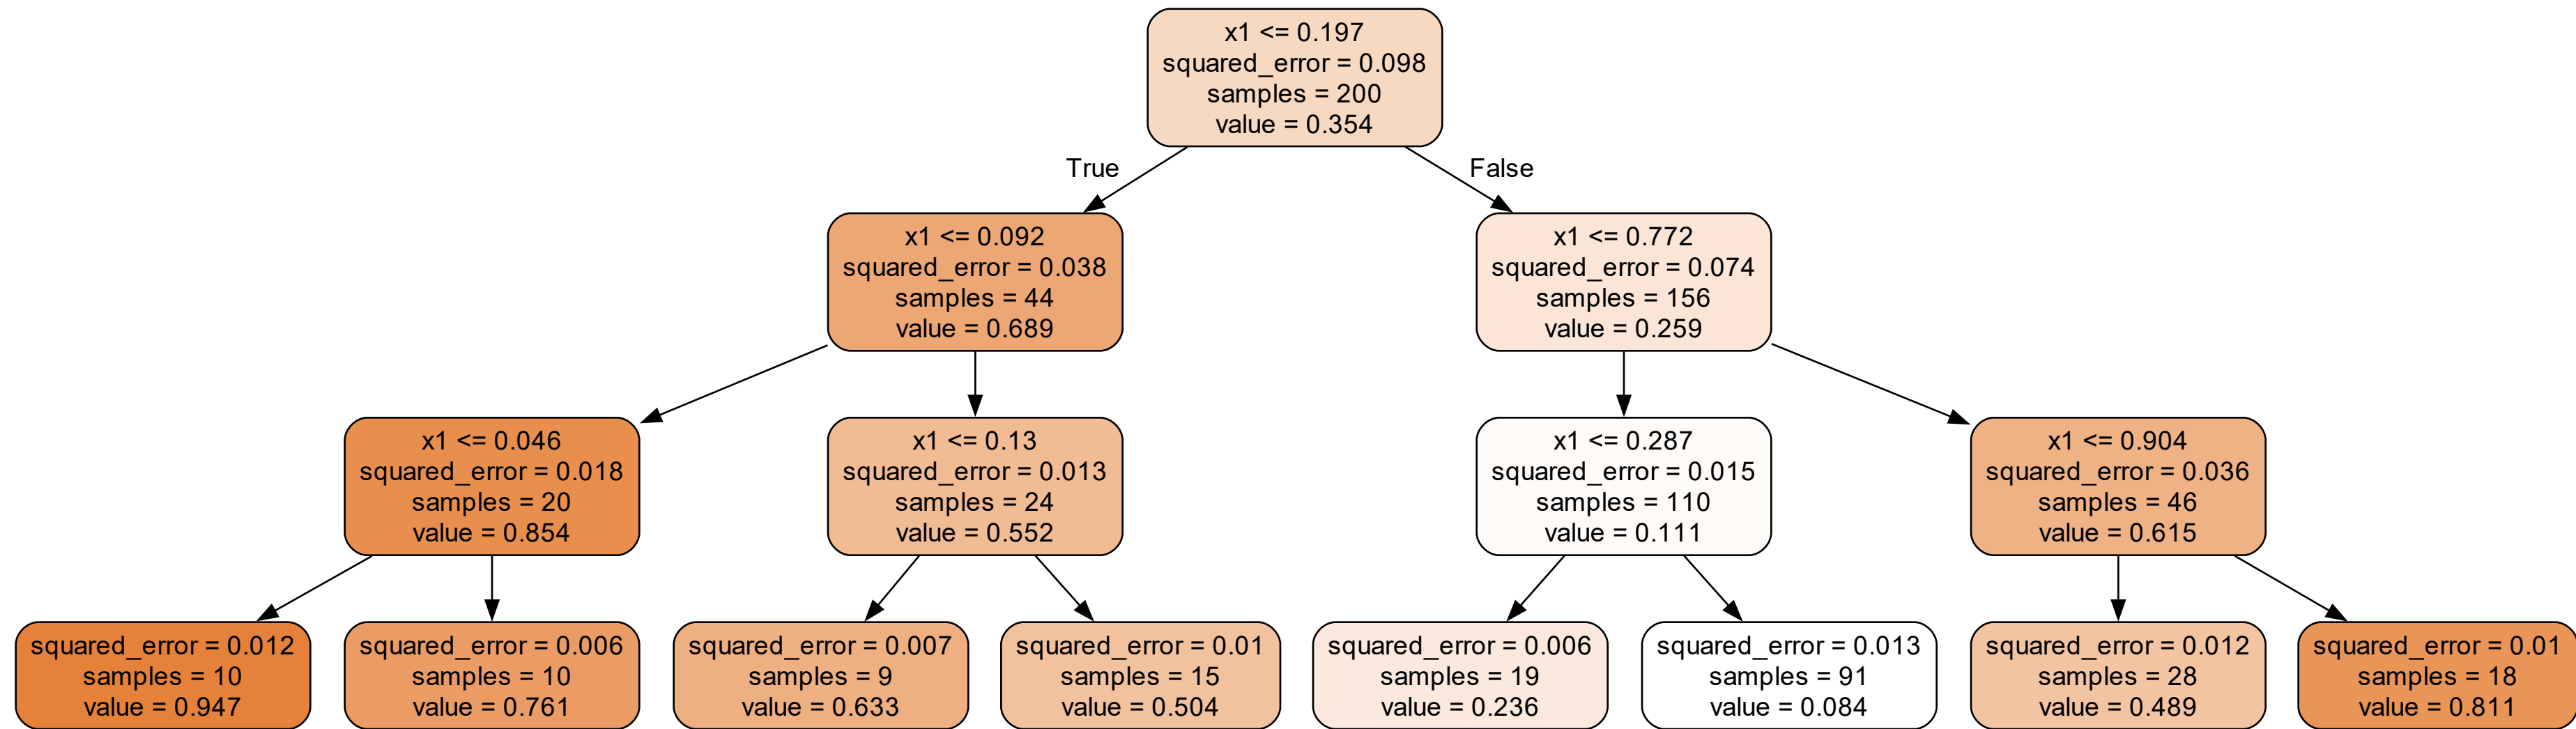 x1 <= 0.197
squared_error = 0.098
samples = 200
value = 0.354
True
False
x1 <= 0.092
squared_error = 0.038
samples = 44
value = 0.689
x1 <= 0.772
squared_error = 0.074
samples = 156
value = 0.259
x1 <= 0.046
squared_error = 0.018
samples = 20
value = 0.854
x1 <= 0.13
squared_error = 0.013
samples = 24
value = 0.552
x1 <= 0.287
squared_error = 0.015
samples = 110
value = 0.111
x1 <= 0.904
squared_error = 0.036
samples = 46
value = 0.615
squared_error = 0.012
samples = 10
value = 0.947
squared_error = 0.006
samples = 10
value = 0.761
squared_error = 0.007
samples = 9
value = 0.633
squared_error = 0.01
samples = 15
value = 0.504
squared_error = 0.006
samples = 19
value = 0.236
squared_error = 0.013
samples = 91
value = 0.084
squared_error = 0.012
samples = 28
value = 0.489
squared_error = 0.01
samples = 18
value = 0.811